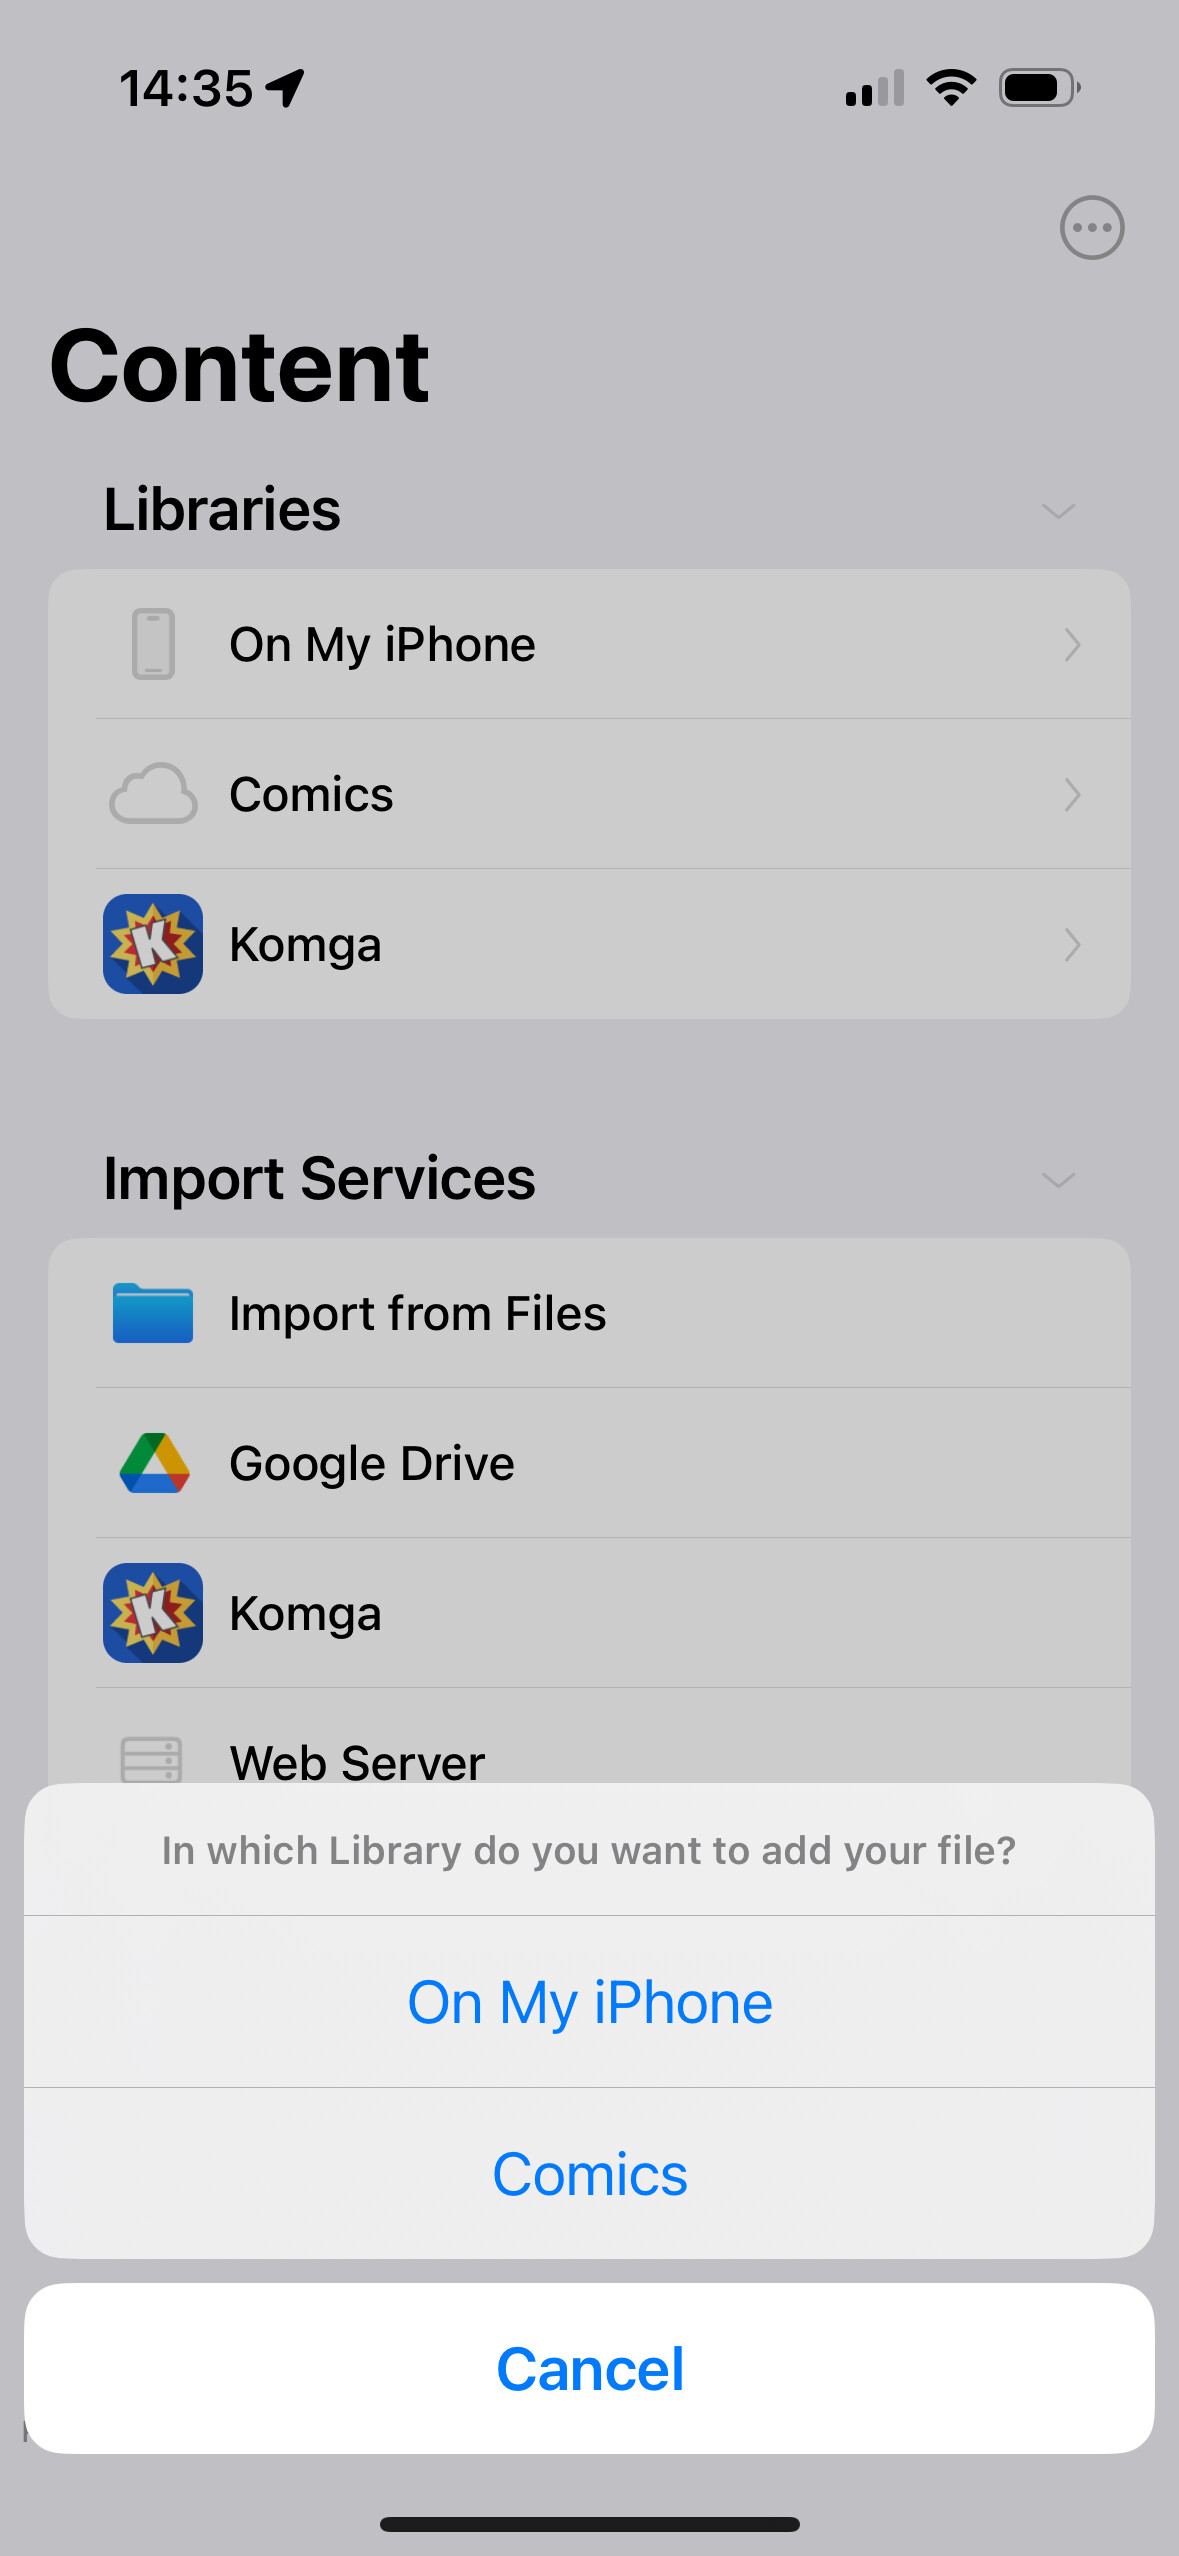 14:35
Content
Libraries
On My iPhone
Comics
K
Komga
Import Services
Import from Files
Google Drive
K
Komga
Web Server
In which Library do you want to add your file?
On My iPhone
Comics
Cancel